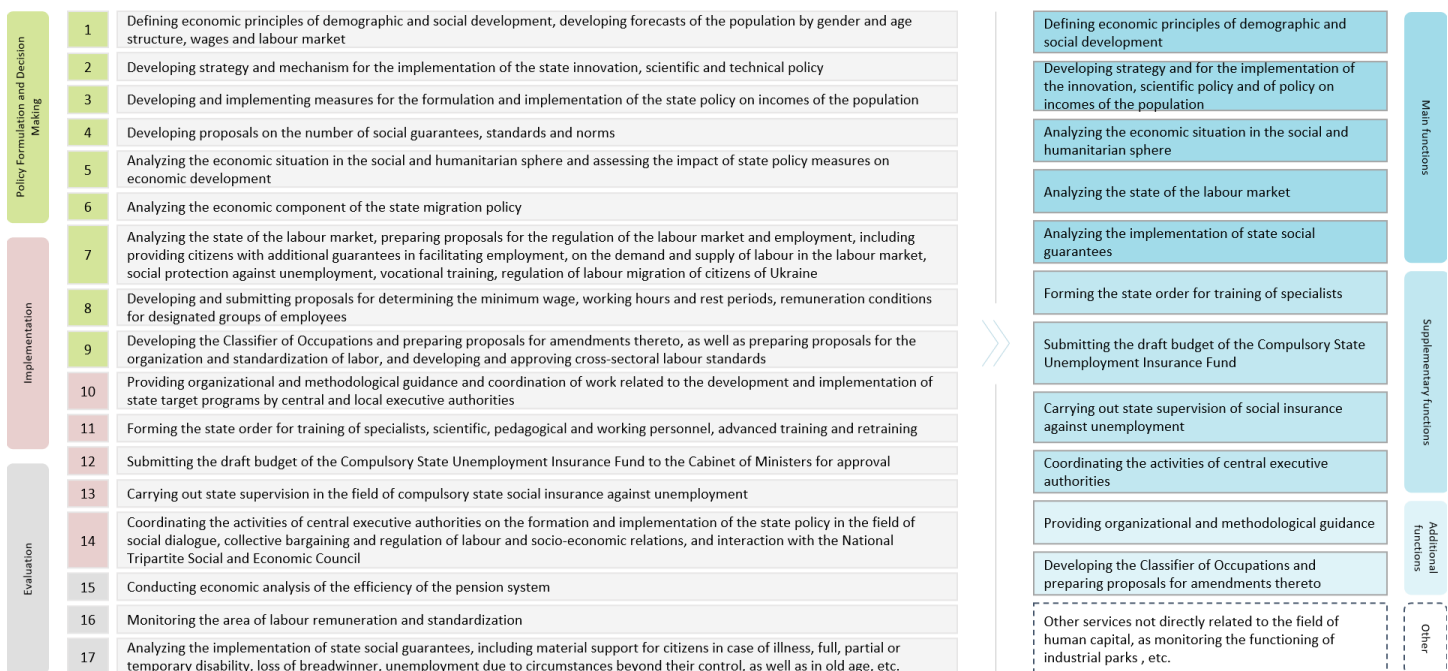 Policy Formulation and Decision
Making
Implementation
Evaluation
1
Defining economic principles of demographic and social development, developing forecasts of the population by gender and age
structure, wages and labour market
2
Developing strategy and mechanism for the implementation of the state innovation, scientific and technical policy
3
Developing and implementing measures for the formulation and implementation of the state policy on incomes of the population
4
Developing proposals on the number of social guarantees, standards and norms
5
Analyzing the economic situation in the social and humanitarian sphere and assessing the impact of state policy measures on
economic development
6
Analyzing the economic component of the state migration policy
7
Analyzing the state of the labour market, preparing proposals for the regulation of the labour market and employment, including
providing citizens with additional guarantees in facilitating employment, on the demand and supply of labour in the labour market,
social protection against unemployment, vocational training, regulation of labour migration of citizens of Ukraine
8
Developing and submitting proposals for determining the minimum wage, working hours and rest periods, remuneration conditions
for designated groups of employees
9
Developing the Classifier of Occupations and preparing proposals for amendments thereto, as well as preparing proposals for the
organization and standardization of labor, and developing and approving cross-sectoral labour standards
10
Providing organizational and methodological guidance and coordination of work related to the development and implementation of
state target programs by central and local executive authorities
11
Forming the state order for training of specialists, scientific, pedagogical and working personnel, advanced training and retraining
12
Submitting the draft budget of the Compulsory State Unemployment Insurance Fund to the Cabinet of Ministers for approval
13
Carrying out state supervision in the field of compulsory state social insurance against unemployment
14
Coordinating the activities of central executive authorities on the formation and implementation of the state policy in the field of
social dialogue, collective bargaining and regulation of labour and socio-economic relations, and interaction with the National
Tripartite Social and Economic Council
15
Conducting economic analysis of the efficiency of the pension system
16
Monitoring the area of labour remuneration and standardization
17
Analyzing the implementation of state social guarantees, including material support for citizens in case of illness, full, partial or
temporary disability, loss of breadwinner, unemployment due to circumstances beyond their control, as well as in old age, etc.
Defining economic principles of demographic and
social development
Developing strategy and for the implementation of
the innovation, scientific policy and of policy on
incomes of the population
Analyzing the economic situation in the social and
humanitarian sphere
Analyzing the state of the labour market
Analyzing the implementation of state social
guarantees
Forming the state order for training of specialists
Submitting the draft budget of the Compulsory State
Unemployment Insurance Fund
Carrying out state supervision of social insurance
against unemployment
Coordinating the activities of central executive
authorities
Providing organizational and methodological guidance
Developing the Classifier of Occupations and
preparing proposals for amendments thereto
Other services not directly related to the field of
human capital, as monitoring the functioning of
industrial parks , etc.
Main functions
Supplementary functions
Additional
functions
Other